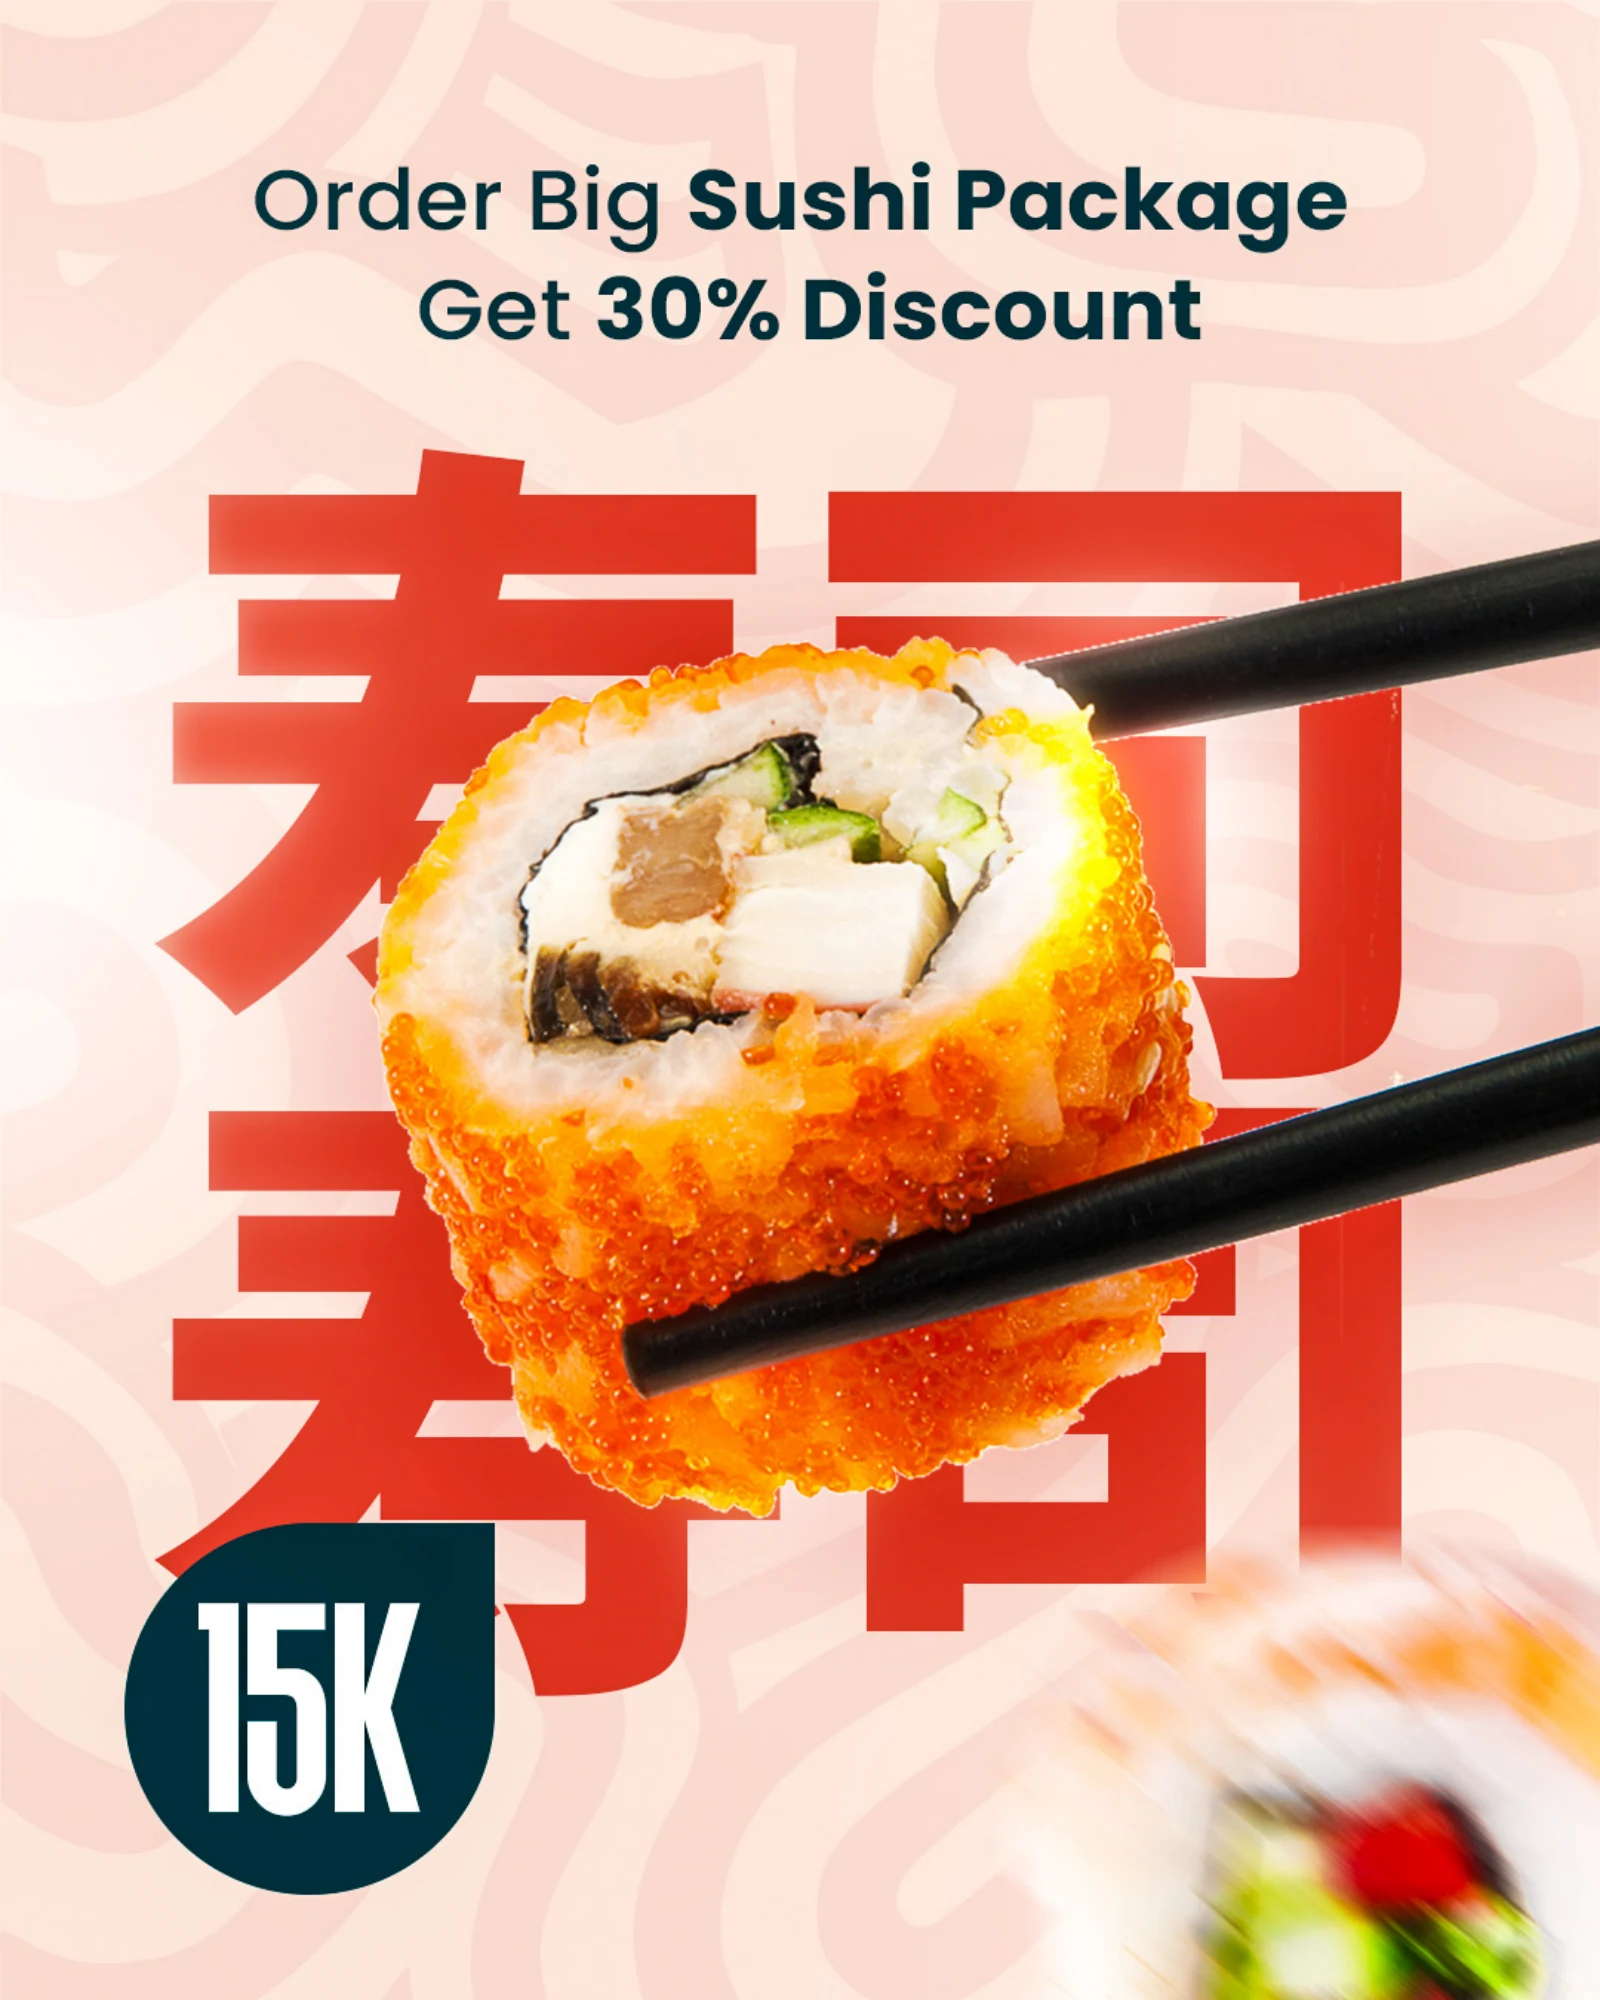 Order Big Sushi Package
Get 30% Discount
寿司
寿司
15K